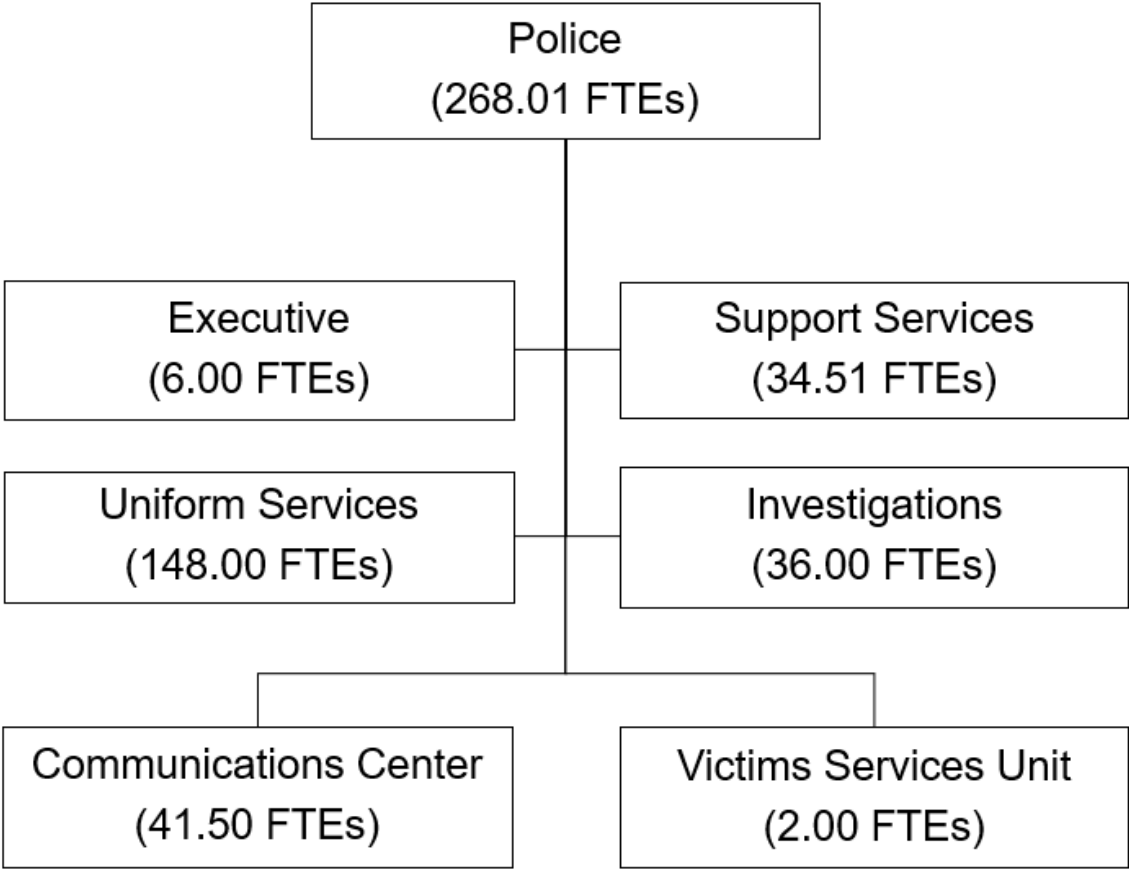 Police
(268.01 FTEs)
Executive
(6.00 FTEs)
Support Services
(34.51 FTEs)
Uniform Services
(148.00 FTEs)
Investigations
(36.00 FTEs)
Communications Center
(41.50 FTEs)
Victims Services Unit
(2.00 FTEs)